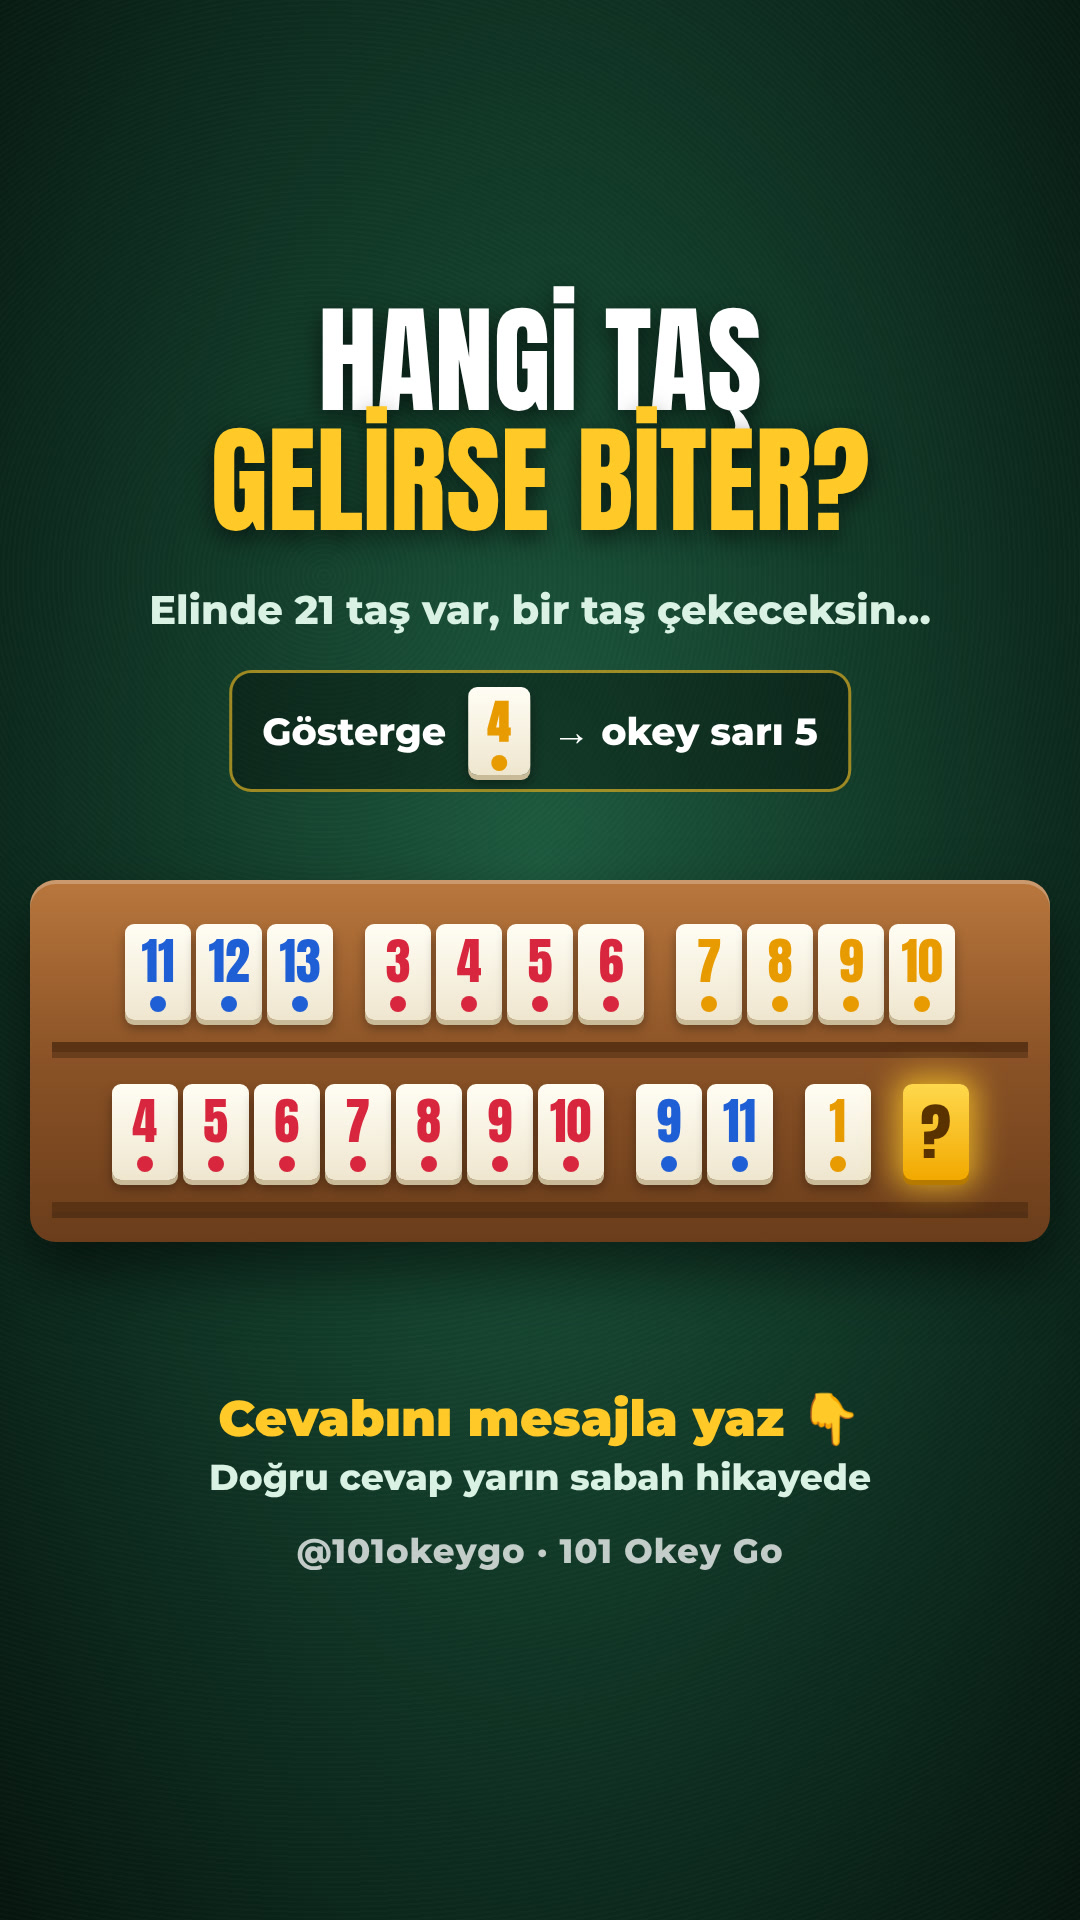 HANGİ TAŞ
GELİRSE BİTER?
Elinde 21 taş var, bir taş çekeceksin...
Gösterge 4 → okey sarı 5
11 12 13 3 4 5 6 7 8 9 10
4 5 6 7 8 9 10 9 11 1 ?
Cevabını mesajla yaz 👇
Doğru cevap yarın sabah hikayede
@101okeygo · 101 Okey Go